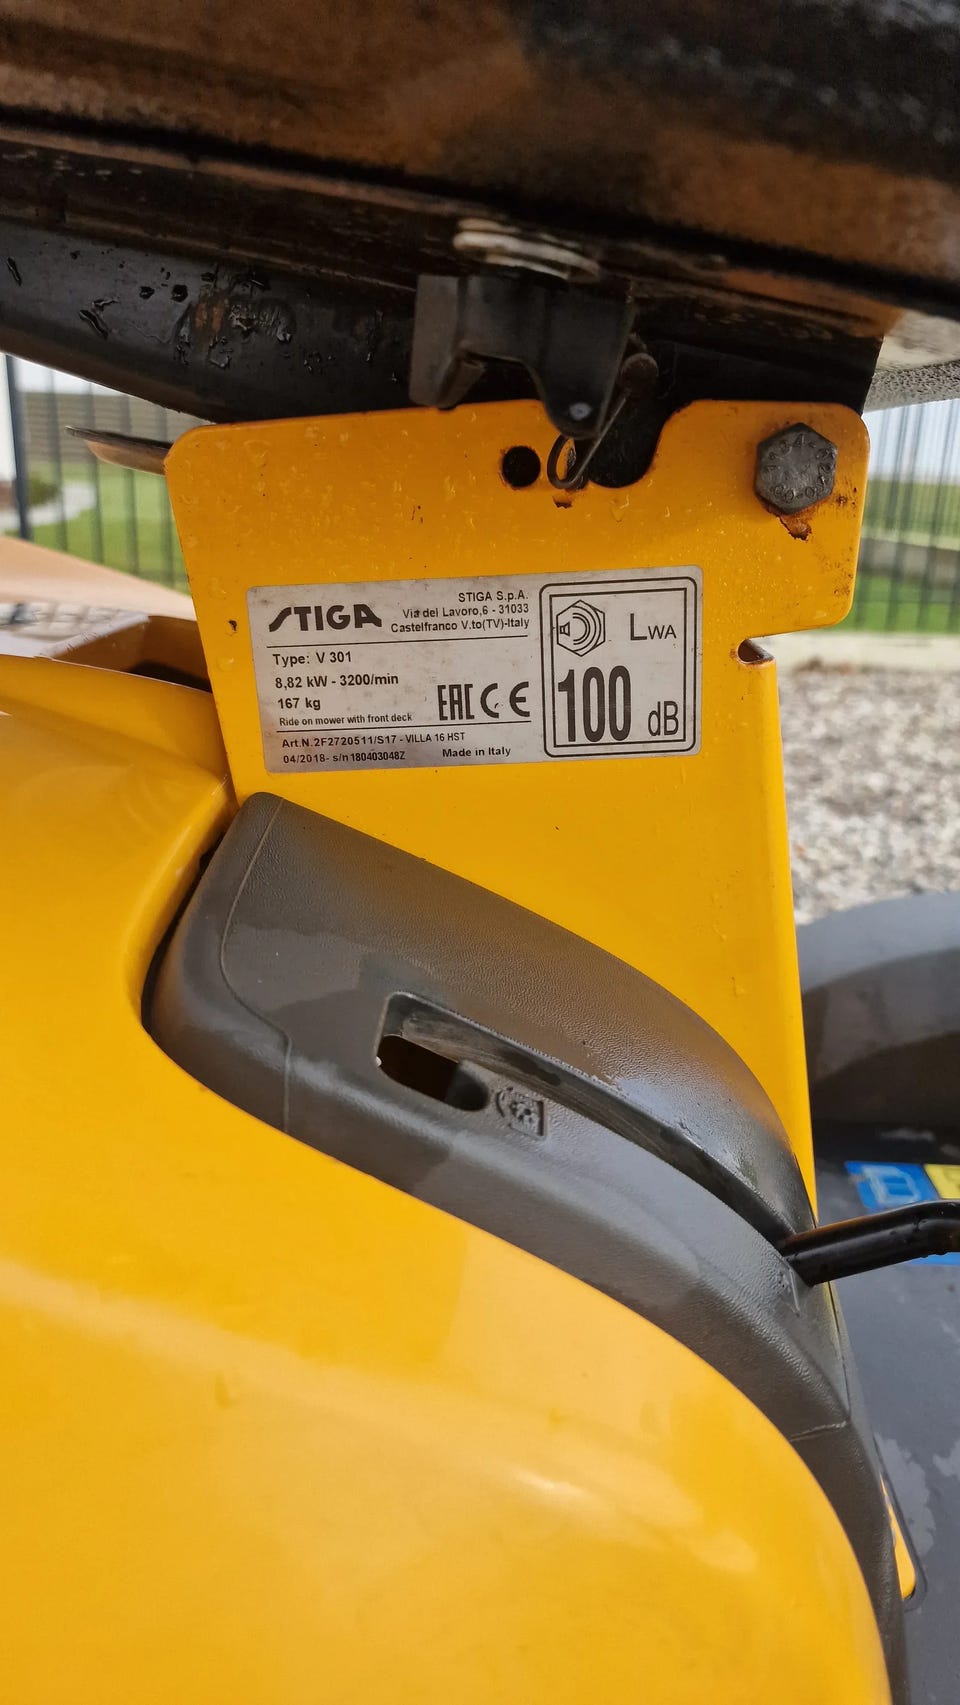 STIGA
STIGA S.p.A.
Via del Lavoro,6 - 31033
Castelfranco V.to(TV)-Italy
Type: V 301
8,82 kW - 3200/min
167 kg
Ride on mower with front deck
EAC CE
Art.N.2F2720511/S17 - VILLA 16 HST
04/2018- s/n180403048Z
Made in Italy
LWA
100 dB